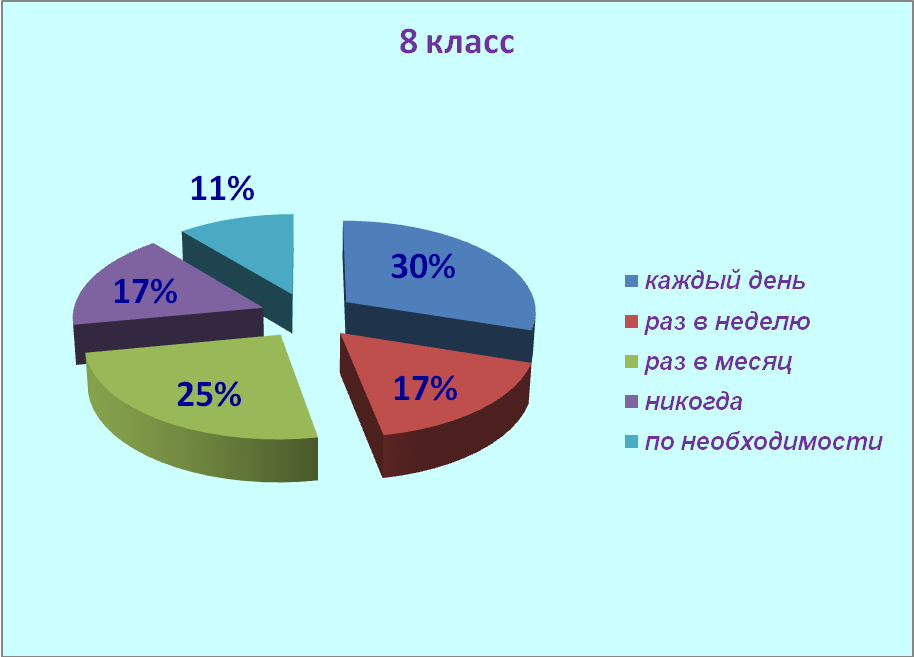 8 класс
11%
30%
17%
17%
25%
каждый день
раз в неделю
раз в месяц
никогда
по необходимости